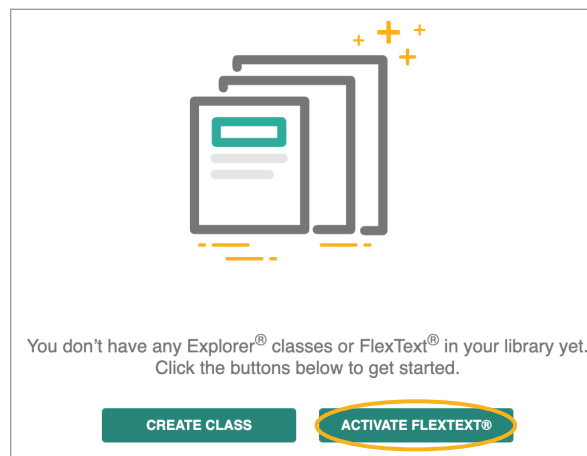 You don't have any Explorer® classes or FlexText® in your library yet.
Click the buttons below to get started.
CREATE CLASS
ACTIVATE FLEXTEXT®